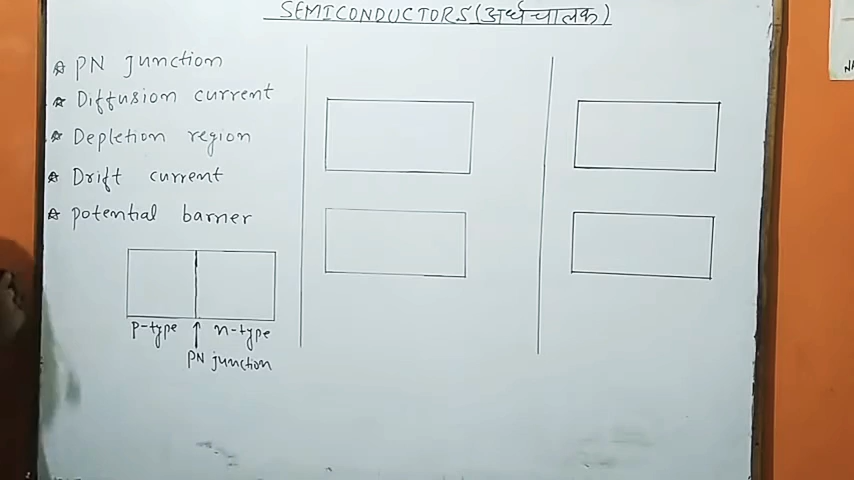 SEMICONDUCTORS (अर्धचालक)
PN junction
Diffusion current
Depletion region
Drift current
potential barrier
p-type n-type
PN junction